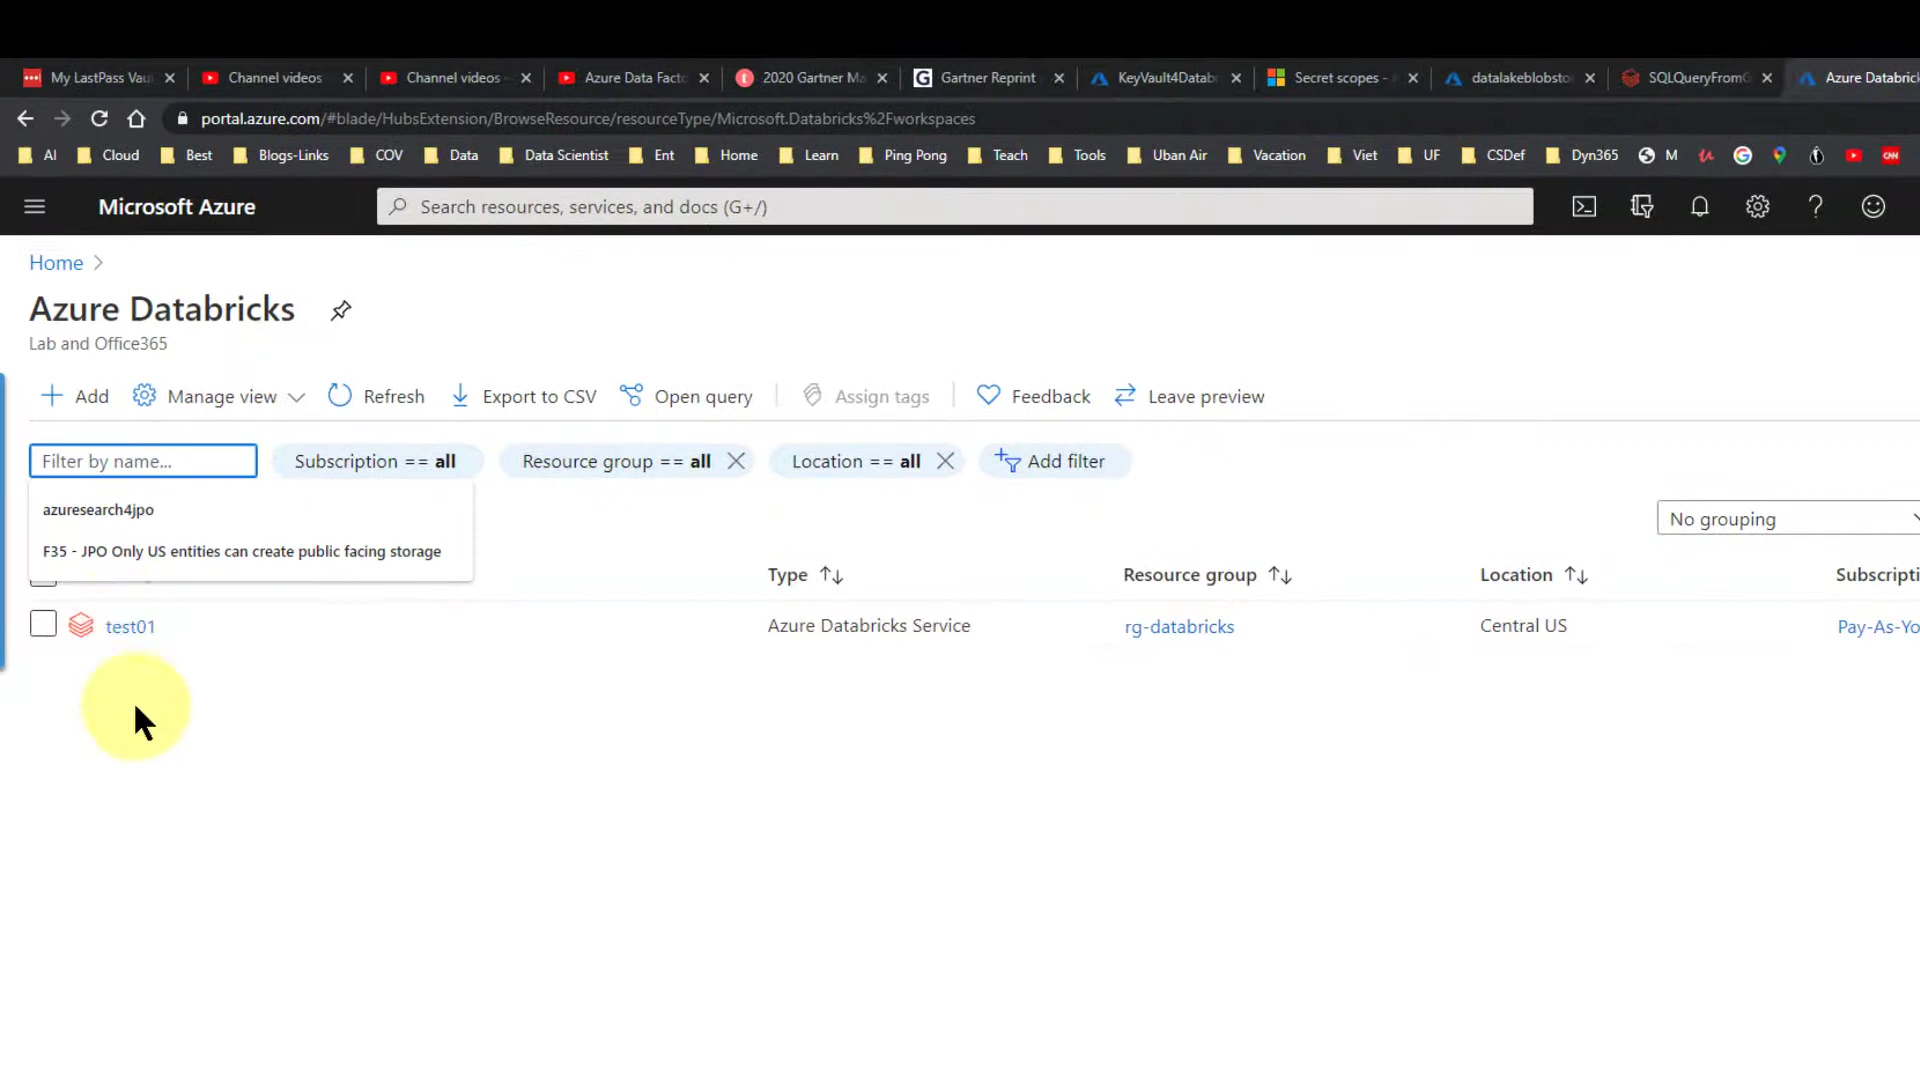 My LastPass Vau
Channel videos
Channel videos -
Azure Data Facto
2020 Gartner Ma
Gartner Reprint
KeyVault4Datab
Secret scopes -
datalakeblobsto
SQLQueryFromG
Azure Databrick
portal.azure.com/#blade/HubsExtension/BrowseResource/resourceType/Microsoft.Databricks%2Fworkspaces
AI Cloud Best Blogs-Links COV Data Data Scientist Ent Home Learn Ping Pong Teach Tools Uban Air Vacation Viet UF CSDef Dyn365 M CNN
Microsoft Azure
Search resources, services, and docs (G+/)
Home
Azure Databricks
Lab and Office365
Add Manage view Refresh Export to CSV Open query Assign tags Feedback Leave preview
Filter by name... Subscription == all Resource group == all Location == all Add filter
azuresearch4jpo
No grouping
F35 - JPO Only US entities can create public facing storage
Type Resource group Location Subscripti
test01 Azure Databricks Service rg-databricks Central US Pay-As-Yo